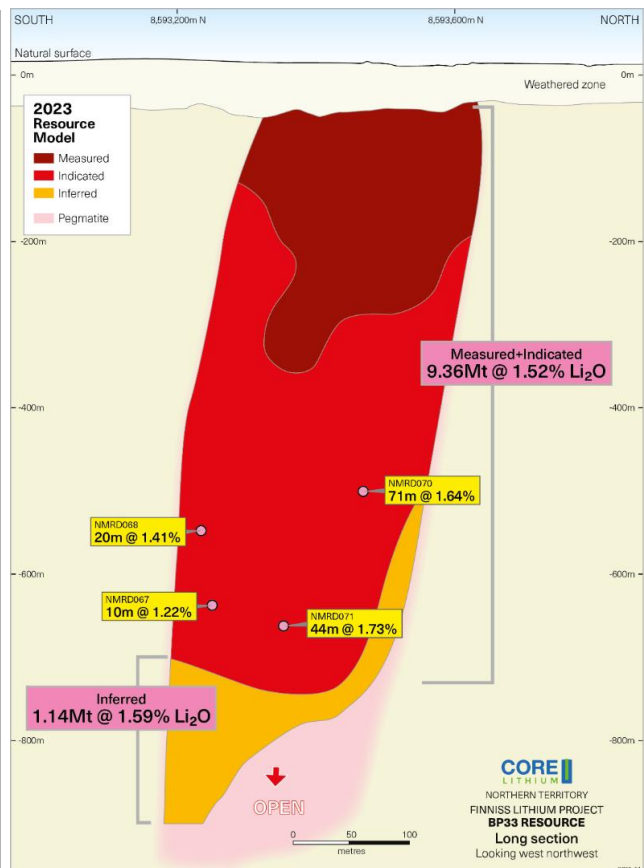 SOUTH
8,593,200m N
8,593,600m N
NORTH
Natural surface
0m
0m
Weathered zone
2023
Resource
Model
Measured
Indicated
Inferred
Pegmatite
-200m
-200m
Measured+Indicated
9.36Mt @ 1.52% Li₂O
-400m
-400m
NMRD070
71m @ 1.64%
NMRD068
20m @ 1.41%
-600m
-600m
NMRD067
10m @ 1.22%
NMRD071
44m @ 1.73%
Inferred
1.14Mt @ 1.59% Li₂O
-800m
-800m
OPEN
0 50 100
metres
CORE
LITHIUM
NORTHERN TERRITORY
FINNISS LITHIUM PROJECT
BP33 RESOURCE
Long section
Looking west northwest